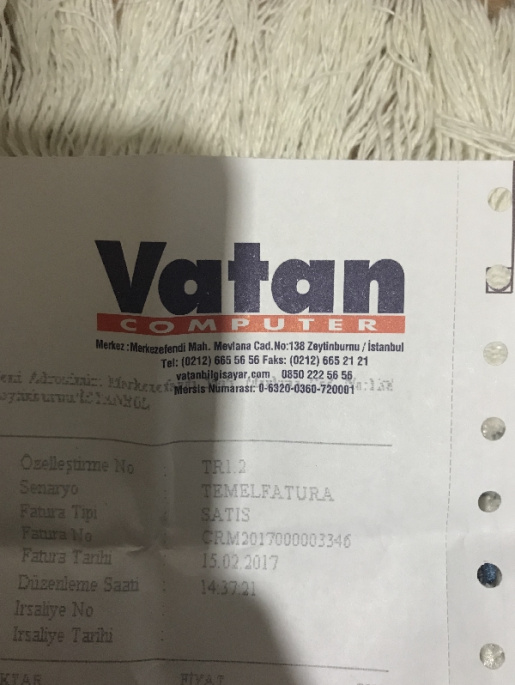 Vatan
COMPUTER
Merkez :Merkezefendi Mah. Mevlana Cad.No:138 Zeytinburnu / İstanbul
Tel: (0212) 665 56 56 Faks: (0212) 665 21 21
vatanbilgisayar.com 0850 222 56 56
Mersis Numarası: 0-6320-0360-720001
Özelleştirme No TR1.2
Senaryo TEMELFATURA
Fatura Tipi SATIS
Fatura No CRM2017000003346
Fatura Tarihi 15.02.2017
Düzenleme Saati : 14:37:21
Irsaliye No
Irsaliye Tarihi :